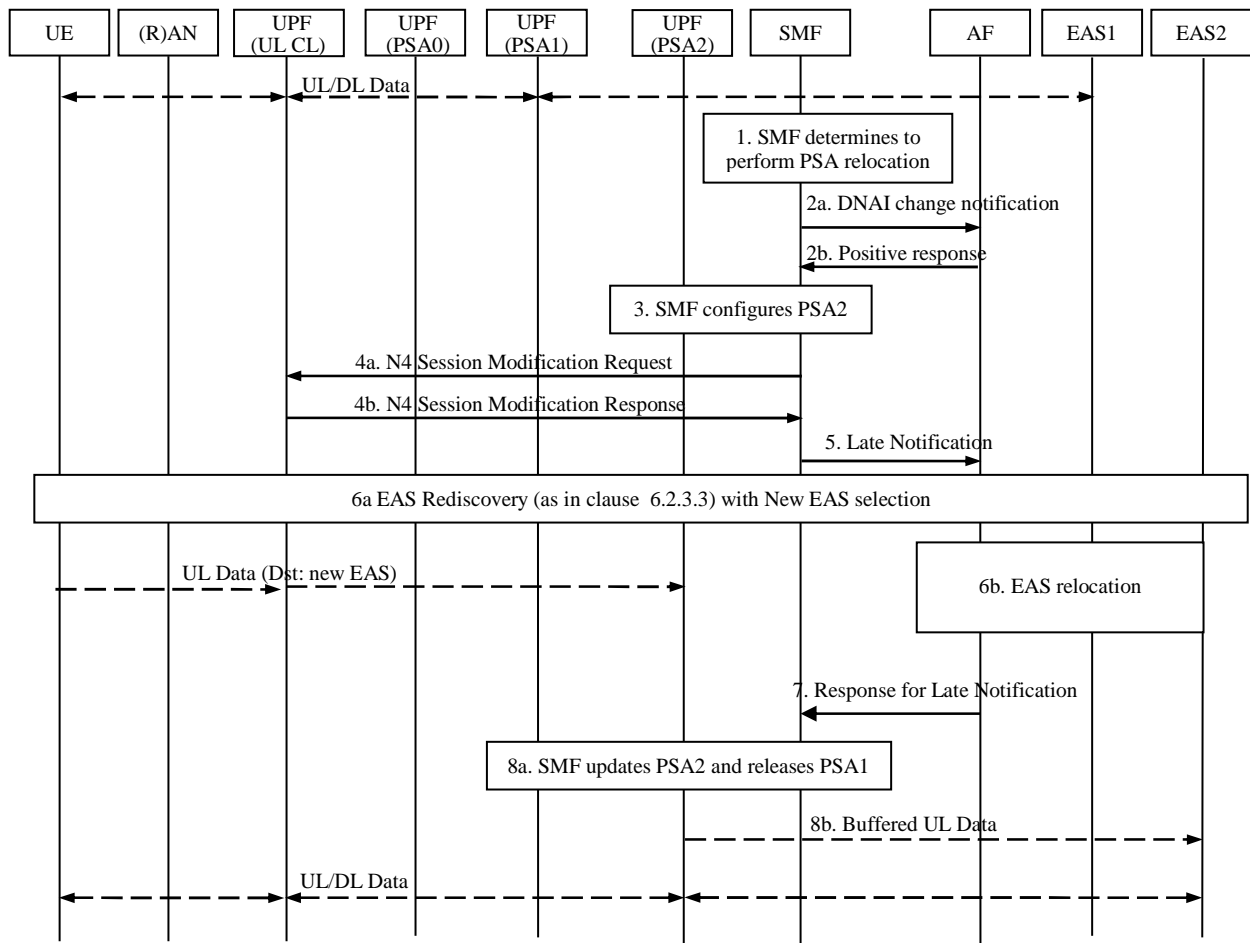 UE
(R)AN
UPF
(UL CL)
UPF
(PSA0)
UPF
(PSA1)
UPF
(PSA2)
SMF
AF
EAS1
EAS2
UL/DL Data
1. SMF determines to
perform PSA relocation
2a. DNAI change notification
2b. Positive response
3. SMF configures PSA2
4a. N4 Session Modification Request
4b. N4 Session Modification Response
5. Late Notification
6a EAS Rediscovery (as in clause 6.2.3.3) with New EAS selection
UL Data (Dst: new EAS)
6b. EAS relocation
7. Response for Late Notification
8a. SMF updates PSA2 and releases PSA1
8b. Buffered UL Data
UL/DL Data